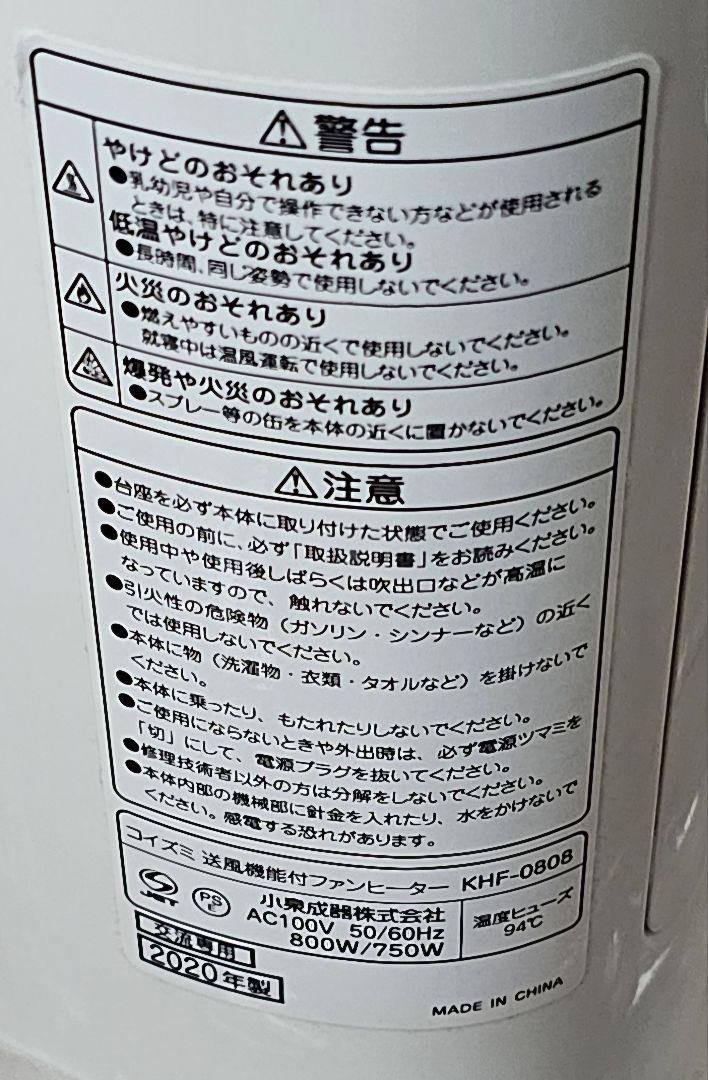 警告
やけどのおそれあり
●乳幼児や自分で操作できない方などが使用される
ときは、特に注意してください。
低温やけどのおそれあり
●長時間、同じ姿勢で使用しないでください。
火災のおそれあり
●燃えやすいものの近くで使用しないでください。
就寝中は温風運転で使用しないでください。
爆発や火災のおそれあり
●スプレー等の缶を本体の近くに置かないでください。
注意
●台座を必ず本体に取り付けた状態でご使用ください。
●ご使用の前に、必ず「取扱説明書」をお読みください。
●使用中や使用後しばらくは吹出口などが高温に
なっていますので、触れないでください。
●引火性の危険物（ガソリン・シンナーなど）の近く
では使用しないでください。
●本体に物（洗濯物・衣類・タオルなど）を掛けないで
ください。
●本体に乗ったり、もたれたりしないでください。
●ご使用にならないときや外出時は、必ず電源ツマミを
「切」にして、電源プラグを抜いてください。
●修理技術者以外の方は分解をしないでください。
●本体内部の機械部に針金を入れたり、水をかけないで
ください。感電する恐れがあります。
コイズミ 送風機能付ファンヒーター KHF-0808
JET
PS
E
小泉成器株式会社
AC100V 50/60Hz
800W/750W
温度ヒューズ
94℃
交流専用
2020年製
MADE IN CHINA